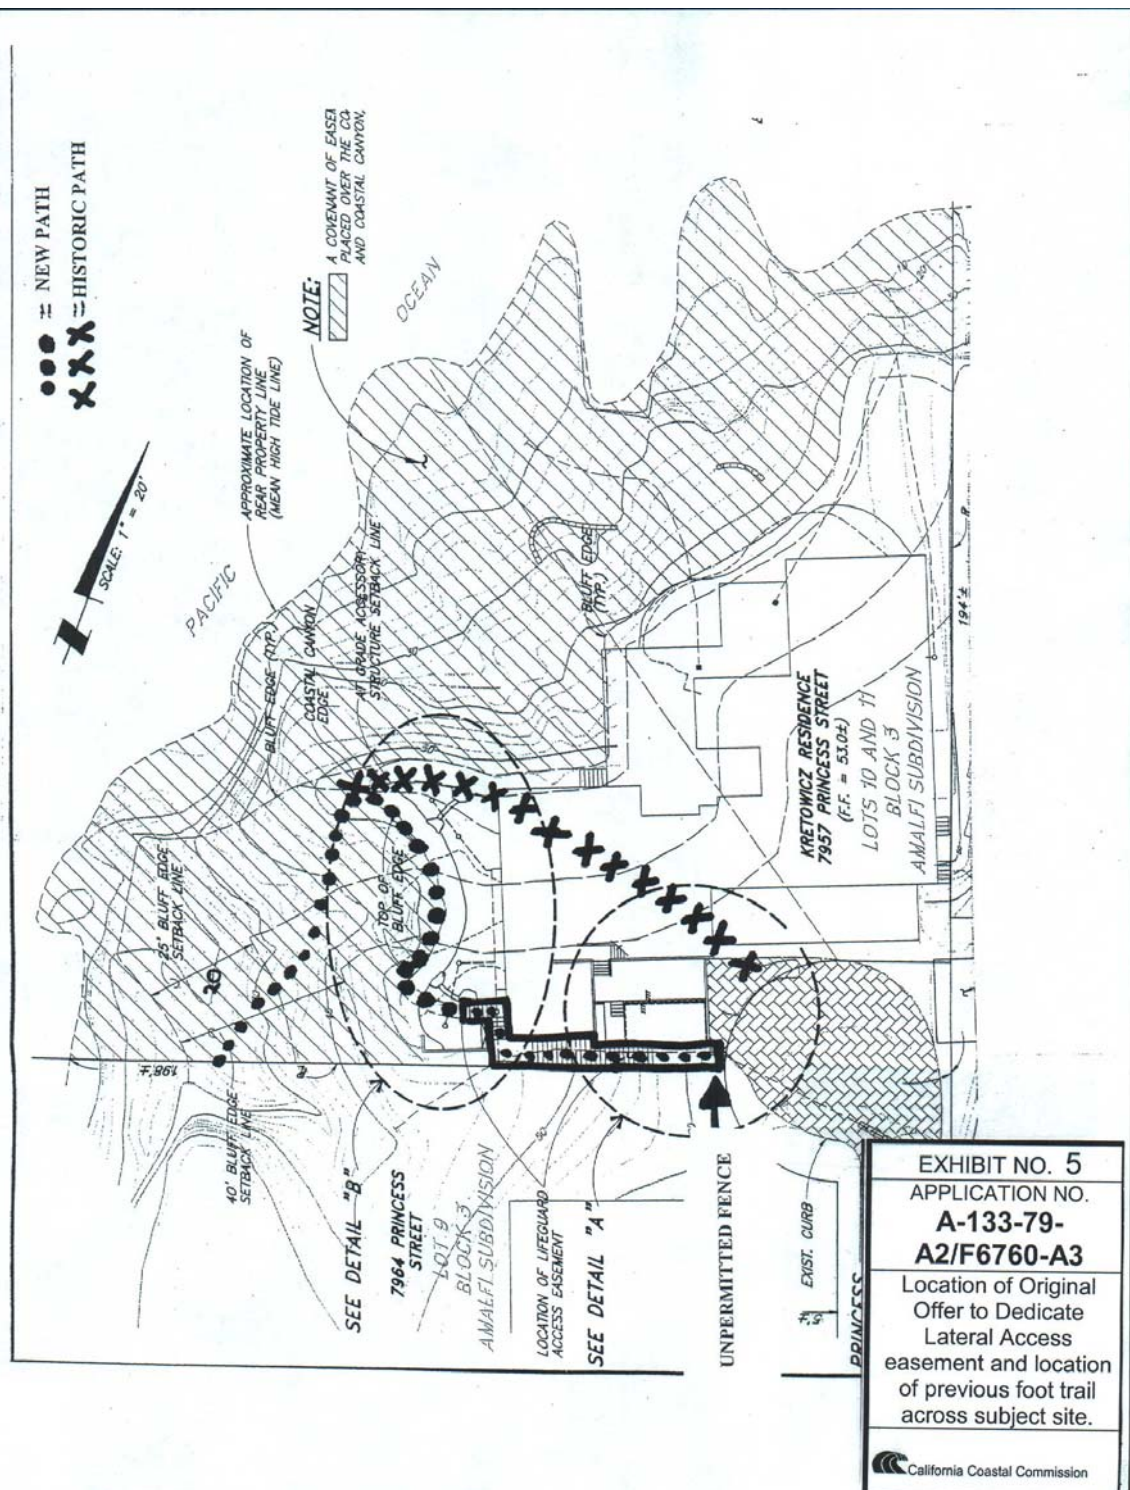 = NEW PATH
XXX = HISTORIC PATH
NOTE:
A COVENANT OF EASEM
PLACED OVER THE CO
AND COASTAL CANYON,
OCEAN
APPROXIMATE LOCATION OF
REAR PROPERTY LINE
(MEAN HIGH TIDE LINE)
SCALE: 1" = 20'
PACIFIC
BLUFF EDGE (TYP.)
COASTAL CANYON
EDGE
AT GRADE ACCESSORY
STRUCTURE SETBACK LINE
BLUFF EDGE
(TYP.)
194'±
KRETOWICZ RESIDENCE
7957 PRINCESS STREET
(F.F. = 53.0±)
LOTS 10 AND 11
BLOCK 3
AMALFI SUBDIVISION
25' BLUFF EDGE
SETBACK LINE
20
TOP OF
BLUFF EDGE
198'±
40' BLUFF EDGE
SETBACK LINE
SEE DETAIL "B"
7964 PRINCESS
STREET
LOT 9
BLOCK 3
AMALFI SUBDIVISION
LOCATION OF LIFEGUARD
ACCESS EASEMENT
SEE DETAIL "A"
UNPERMITTED FENCE
EXIST. CURB
PRINCESS
EXHIBIT NO. 5
APPLICATION NO.
A-133-79-
A2/F6760-A3
Location of Original
Offer to Dedicate
Lateral Access
easement and location
of previous foot trail
across subject site.
California Coastal Commission